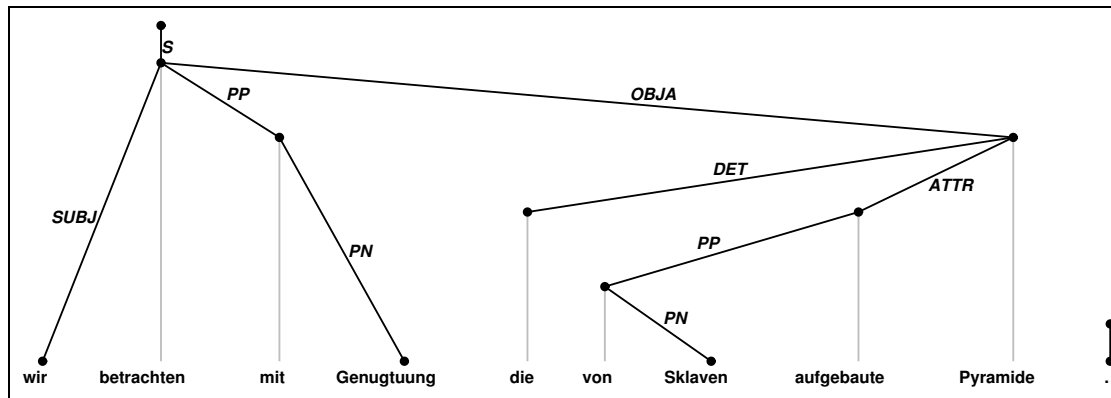 S
PP
OBJA
DET
ATTR
SUBJ
PP
PN
PN
wir betrachten mit Genugtuung die von Sklaven aufgebaute Pyramide .